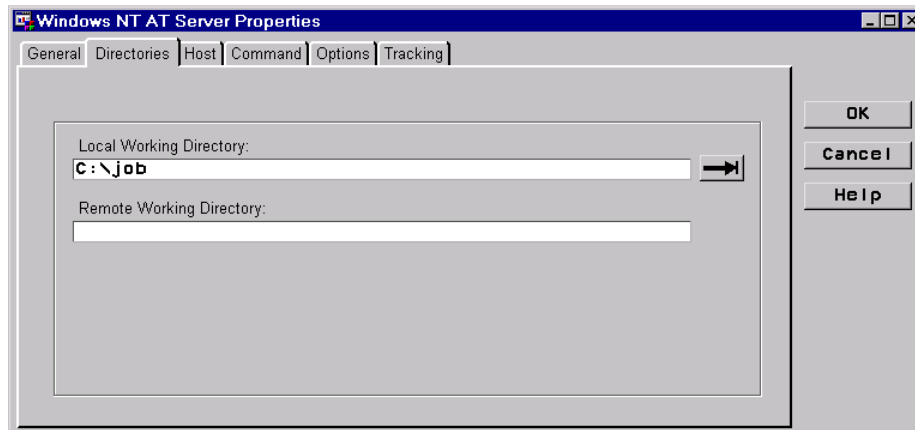 Windows NT AT Server Properties
General Directories Host Command Options Tracking
OK
Local Working Directory:
C:\job
Cancel
Help
Remote Working Directory: